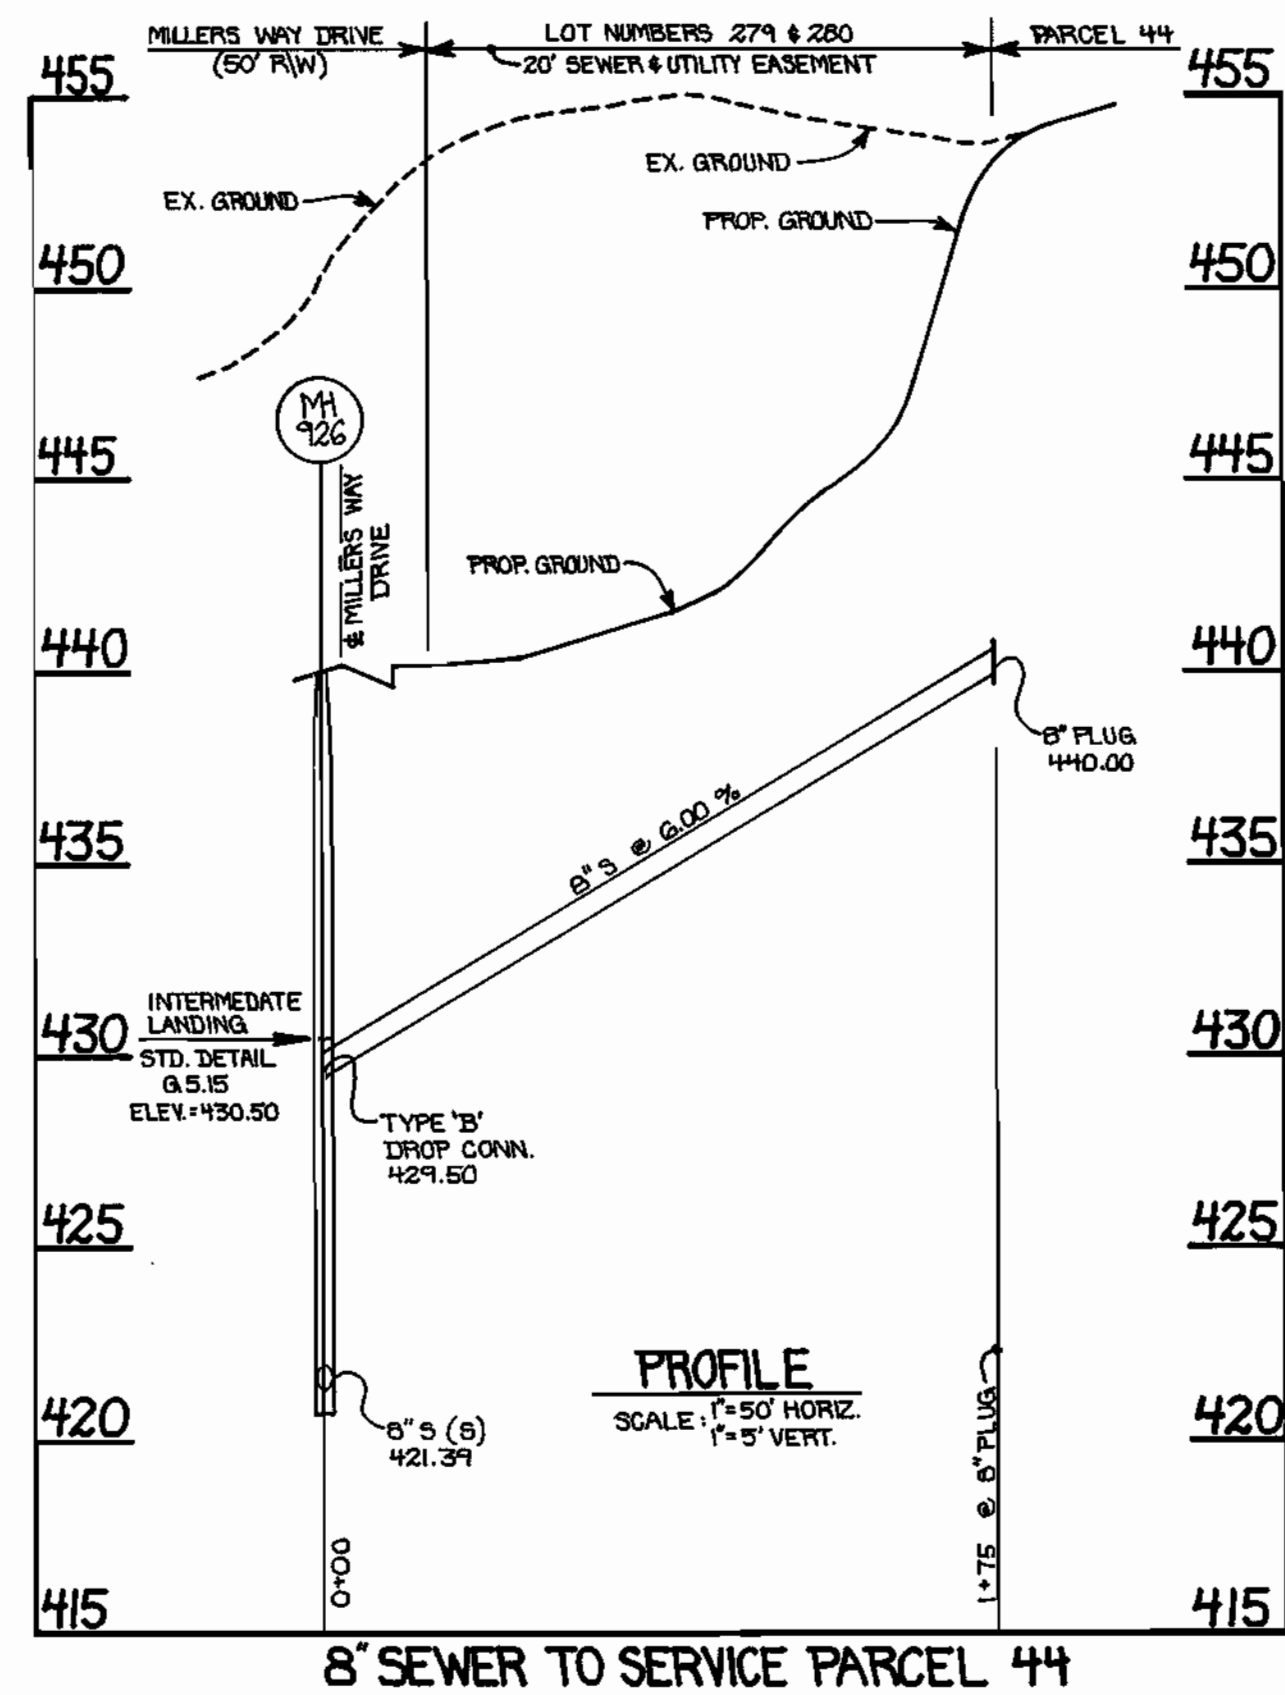 MILLERS WAY DRIVE
(50' R\W)
LOT NUMBERS 279 & 280
20' SEWER & UTILITY EASEMENT
PARCEL 44
455
455
EX. GROUND
EX. GROUND
PROP. GROUND
450
450
MH
926
445
445
℄ MILLERS WAY
DRIVE
PROP. GROUND
440
440
8" PLUG
440.00
8" S @ 6.00 %
435
435
INTERMEDATE
LANDING
430
430
STD. DETAIL
G 5.15
ELEV.=430.50
TYPE 'B'
DROP CONN.
429.50
425
425
PROFILE
SCALE: 1"=50' HORIZ.
1"=5' VERT.
420
420
8" S (S)
421.39
0+00
1+75 @ 8" PLUG
415
415
8" SEWER TO SERVICE PARCEL 44